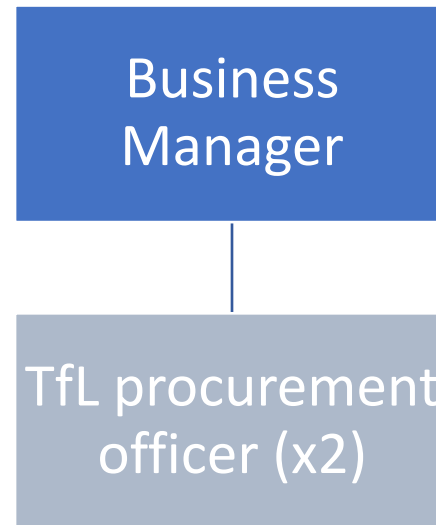 Business
Manager
TfL procurement
officer (x2)